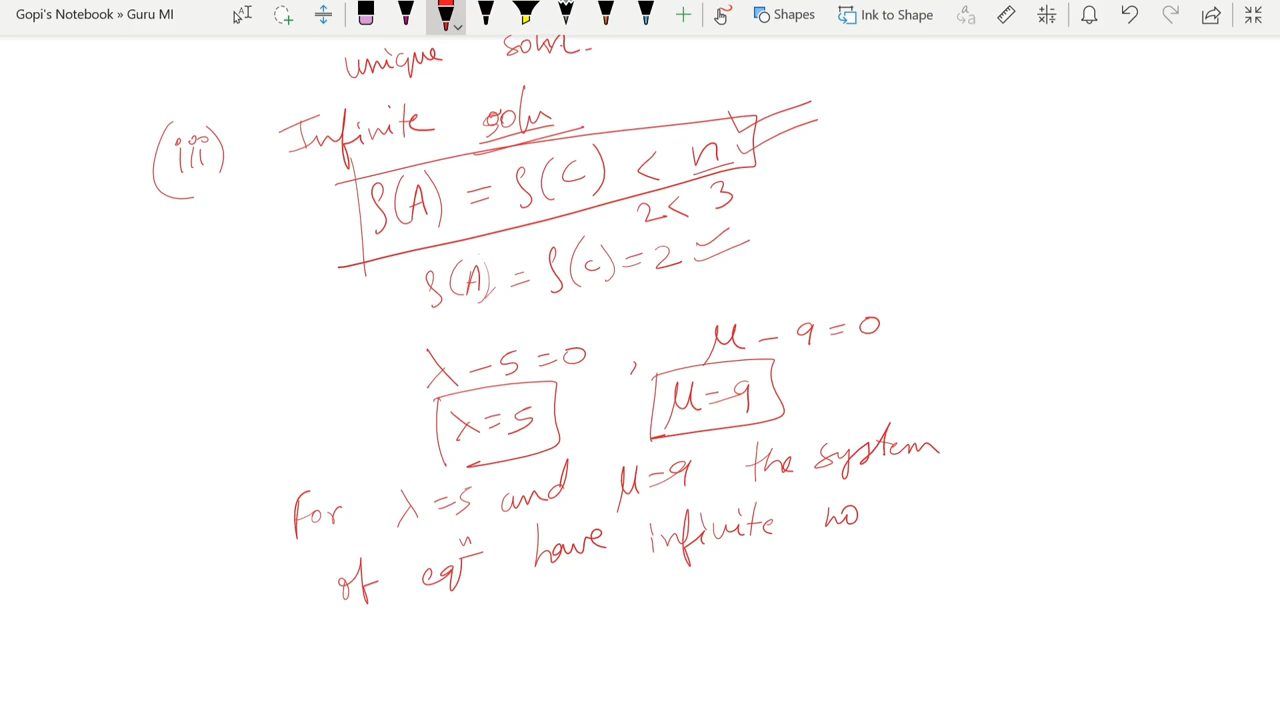 Gopi's Notebook » Guru MI
Shapes
Ink to Shape
unique soln.
(iii) Infinite soln
ρ(A) = ρ(C) < n
2 < 3
ρ(A) = ρ(C) = 2
λ - 5 = 0 , μ - 9 = 0
λ = 5 μ = 9
For λ = 5 and μ = 9 the system
of eqn have infinite no